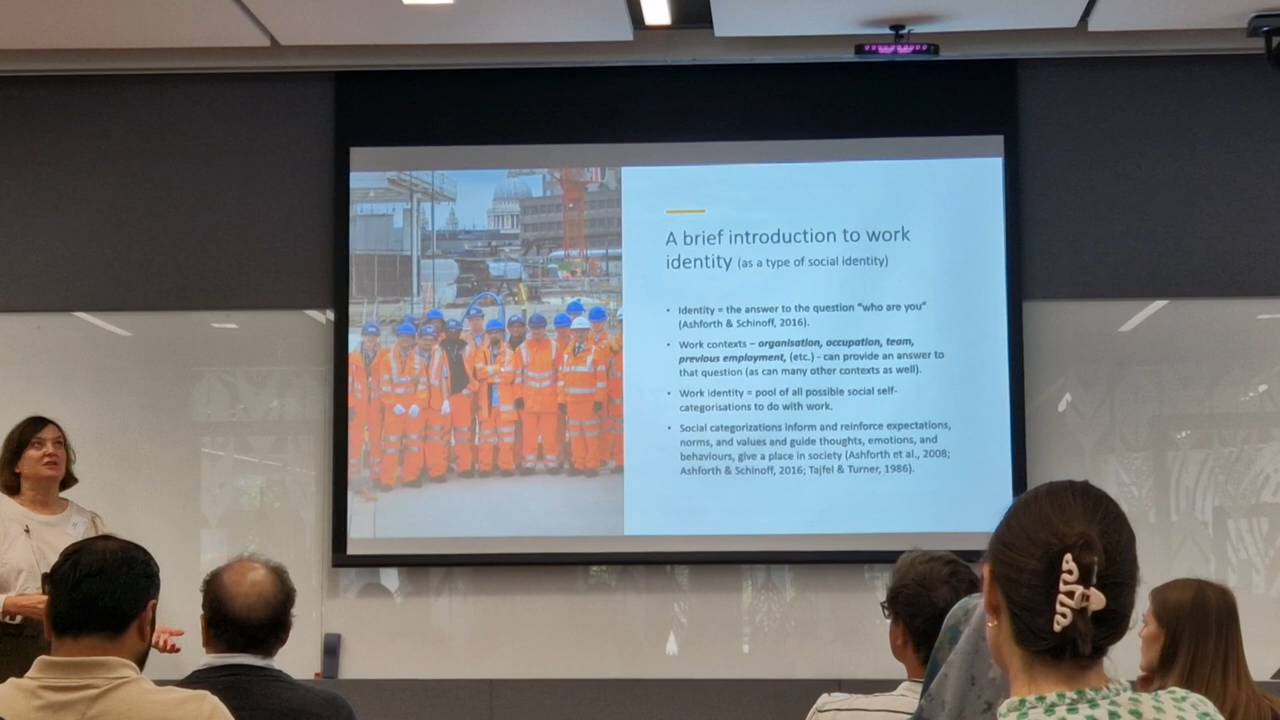 A brief introduction to work
identity (as a type of social identity)
• Identity = the answer to the question "who are you"
(Ashforth & Schinoff, 2016).
• Work contexts – organisation, occupation, team,
previous employment, (etc.) - can provide an answer to
that question (as can many other contexts as well).
• Work identity = pool of all possible social self-
categorisations to do with work.
• Social categorizations inform and reinforce expectations,
norms, and values and guide thoughts, emotions, and
behaviours, give a place in society (Ashforth et al., 2008;
Ashforth & Schinoff, 2016; Tajfel & Turner, 1986).